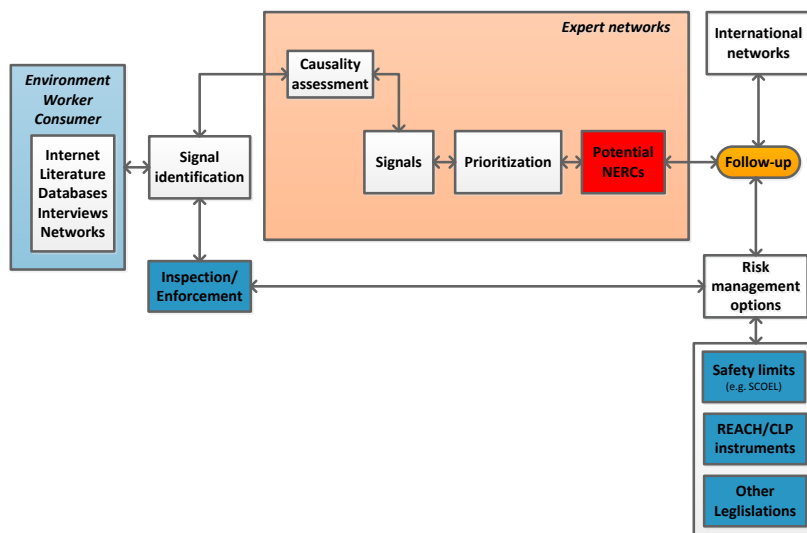 Environment
Worker
Consumer
Internet
Literature
Databases
Interviews
Networks
Signal
identification
Inspection/
Enforcement
Expert networks
Causality
assessment
Signals
Prioritization
Potential
NERCs
International
networks
Follow-up
Risk
management
options
Safety limits
(e.g. SCOEL)
REACH/CLP
instruments
Other
Leglislations